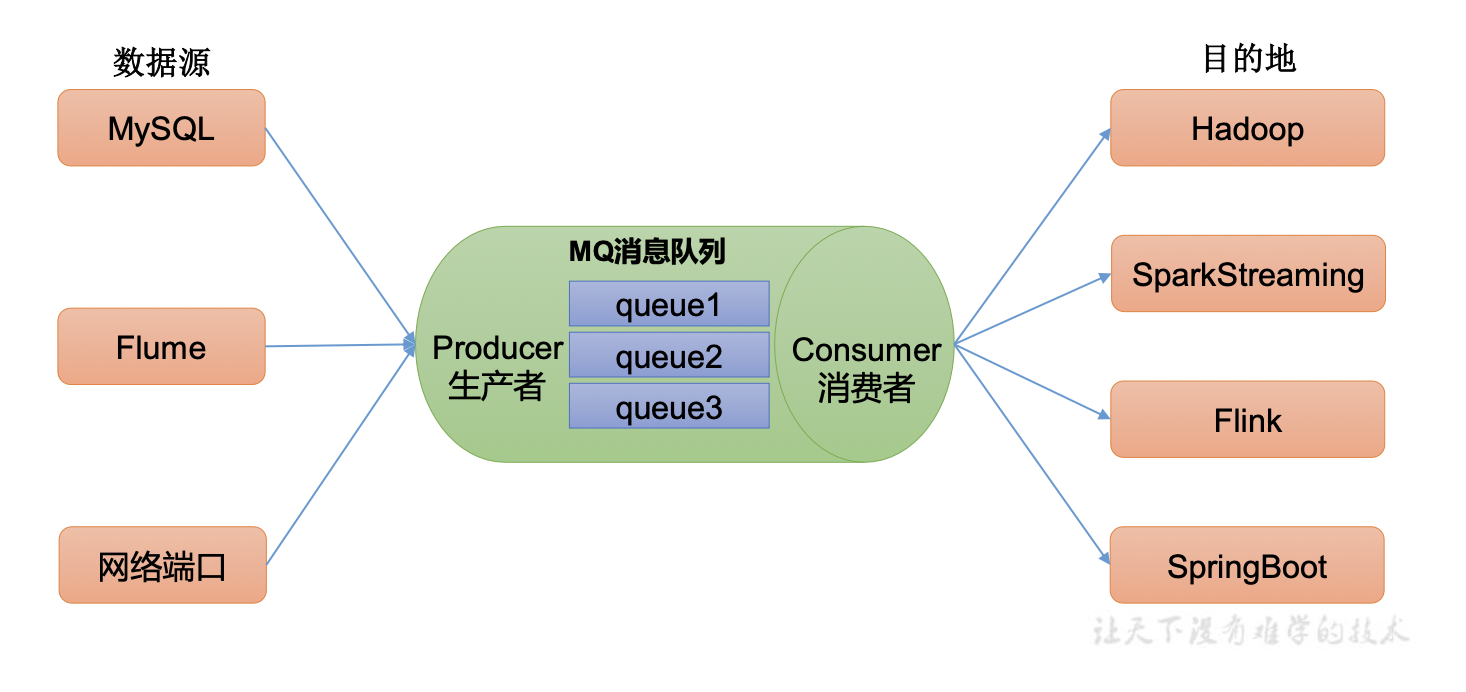 数据源
MySQL
Flume
网络端口
MQ消息队列
Producer
生产者
queue1
queue2
queue3
Consumer
消费者
目的地
Hadoop
SparkStreaming
Flink
SpringBoot
让天下没有难学的技术